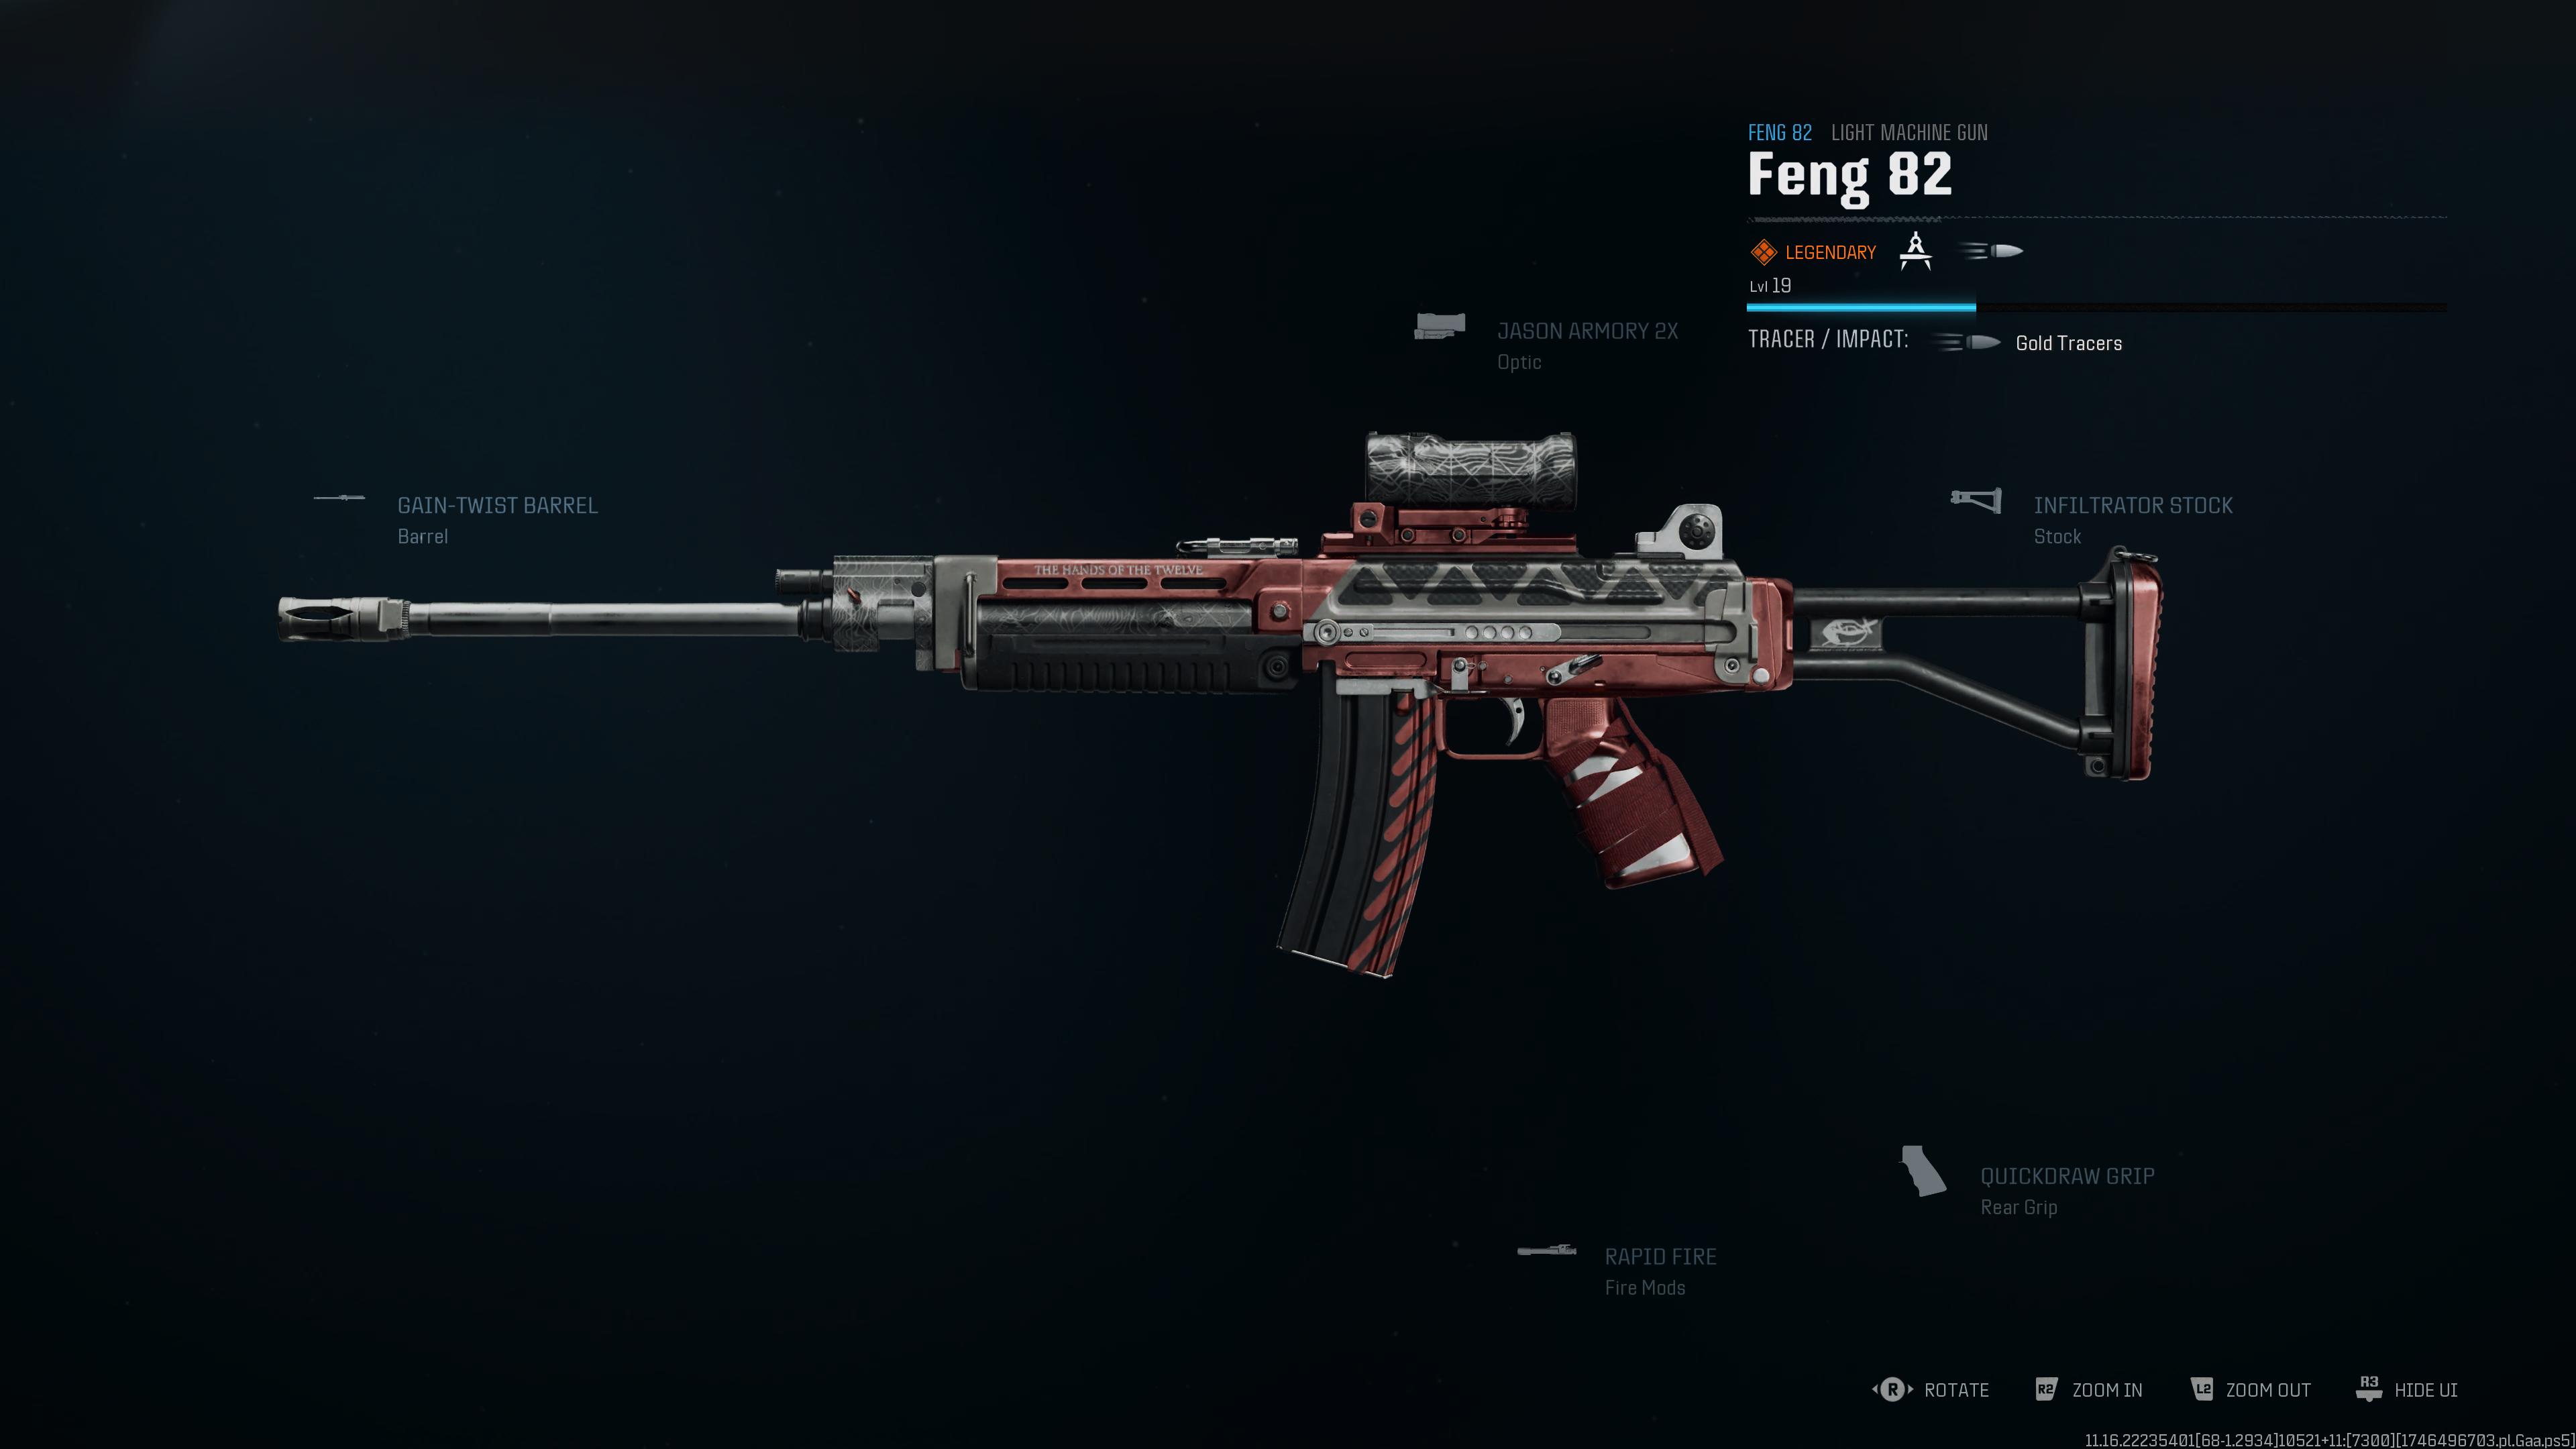 FENG 82 LIGHT MACHINE GUN
Feng 82
LEGENDARY
Lvl 19
TRACER / IMPACT: Gold Tracers
JASON ARMORY 2X
Optic
GAIN-TWIST BARREL
Barrel
INFILTRATOR STOCK
Stock
THE HANDS OF THE TWELVE
QUICKDRAW GRIP
Rear Grip
RAPID FIRE
Fire Mods
R ROTATE R2 ZOOM IN L2 ZOOM OUT R3 HIDE UI
11.16.22235401[68-1.2934]10521+11:[7300][1746496703.pl.Gaa.ps5]